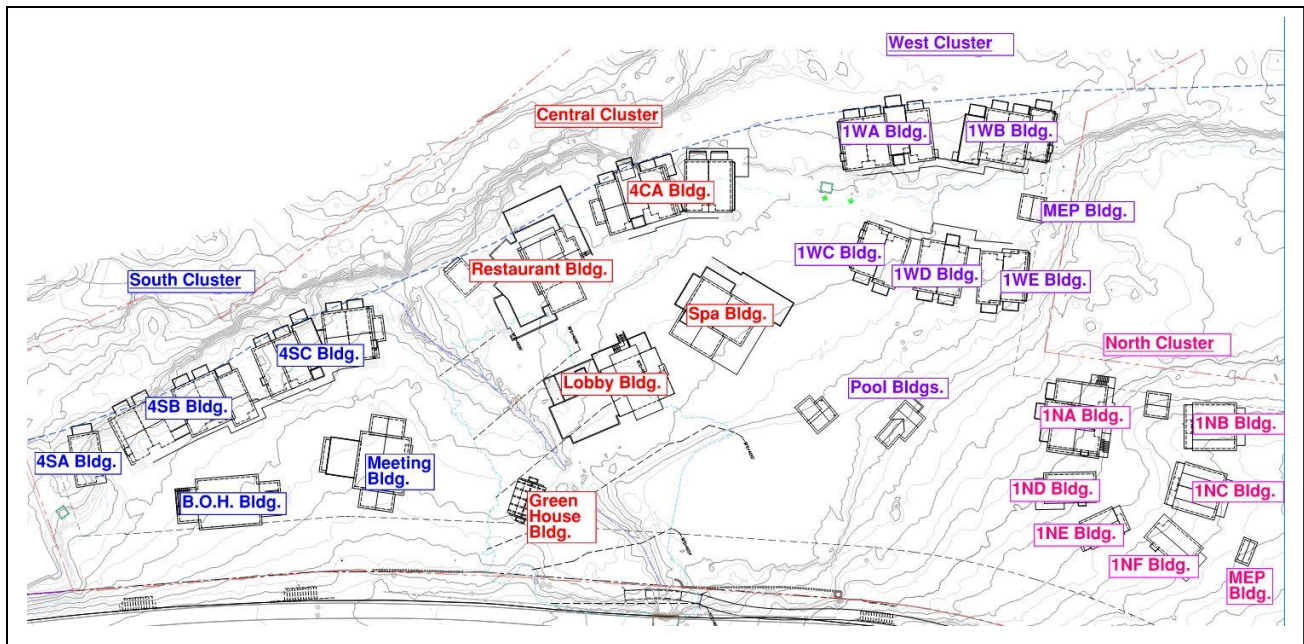 West Cluster
Central Cluster
1WA Bldg.
1WB Bldg.
4CA Bldg.
MEP Bldg.
1WC Bldg.
Restaurant Bldg.
1WD Bldg.
1WE Bldg.
South Cluster
Spa Bldg.
4SC Bldg.
North Cluster
Lobby Bldg.
Pool Bldgs.
4SB Bldg.
1NA Bldg.
1NB Bldg.
4SA Bldg.
Meeting
Bldg.
1ND Bldg.
1NC Bldg.
B.O.H. Bldg.
Green
House
Bldg.
1NE Bldg.
1NF Bldg.
MEP
Bldg.